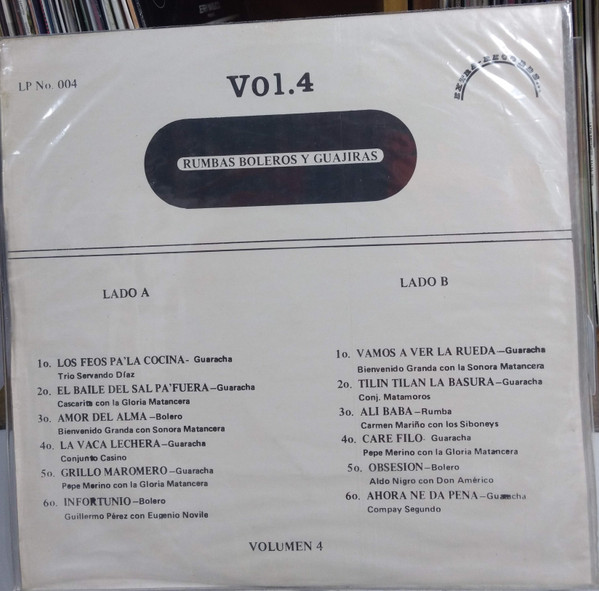 LP No. 004
Vol.4
EXTRA-RECORDS
RUMBAS BOLEROS Y GUAJIRAS
LADO A
1o. LOS FEOS PA'LA COCINA- Guaracha
Trio Servando Díaz
2o. EL BAILE DEL SAL PA'FUERA—Guaracha
Cascarita con la Gloria Matancera
3o. AMOR DEL ALMA—Bolero
Bienvenido Granda con Sonora Matancera
4o. LA VACA LECHERA—Guaracha
Conjunto Casino
5o. GRILLO MAROMERO—Guaracha
Pepe Merino con la Gloria Matancera
6o. INFORTUNIO—Bolero
Guillermo Pérez con Eugenio Novile
LADO B
1o. VAMOS A VER LA RUEDA—Guaracha
Bienvenido Granda con la Sonora Matancera
2o. TILIN TILAN LA BASURA—Guaracha
Conj. Matamoros
3o. ALI BABA—Rumba
Carmen Mariño con los Siboneys
4o. CARE FILO- Guaracha
Pepe Merino con la Gloria Matancera
5o. OBSESION—Bolero
Aldo Nigro con Don Américo
6o. AHORA NE DA PENA—Guaracha
Compay Segundo
VOLUMEN 4